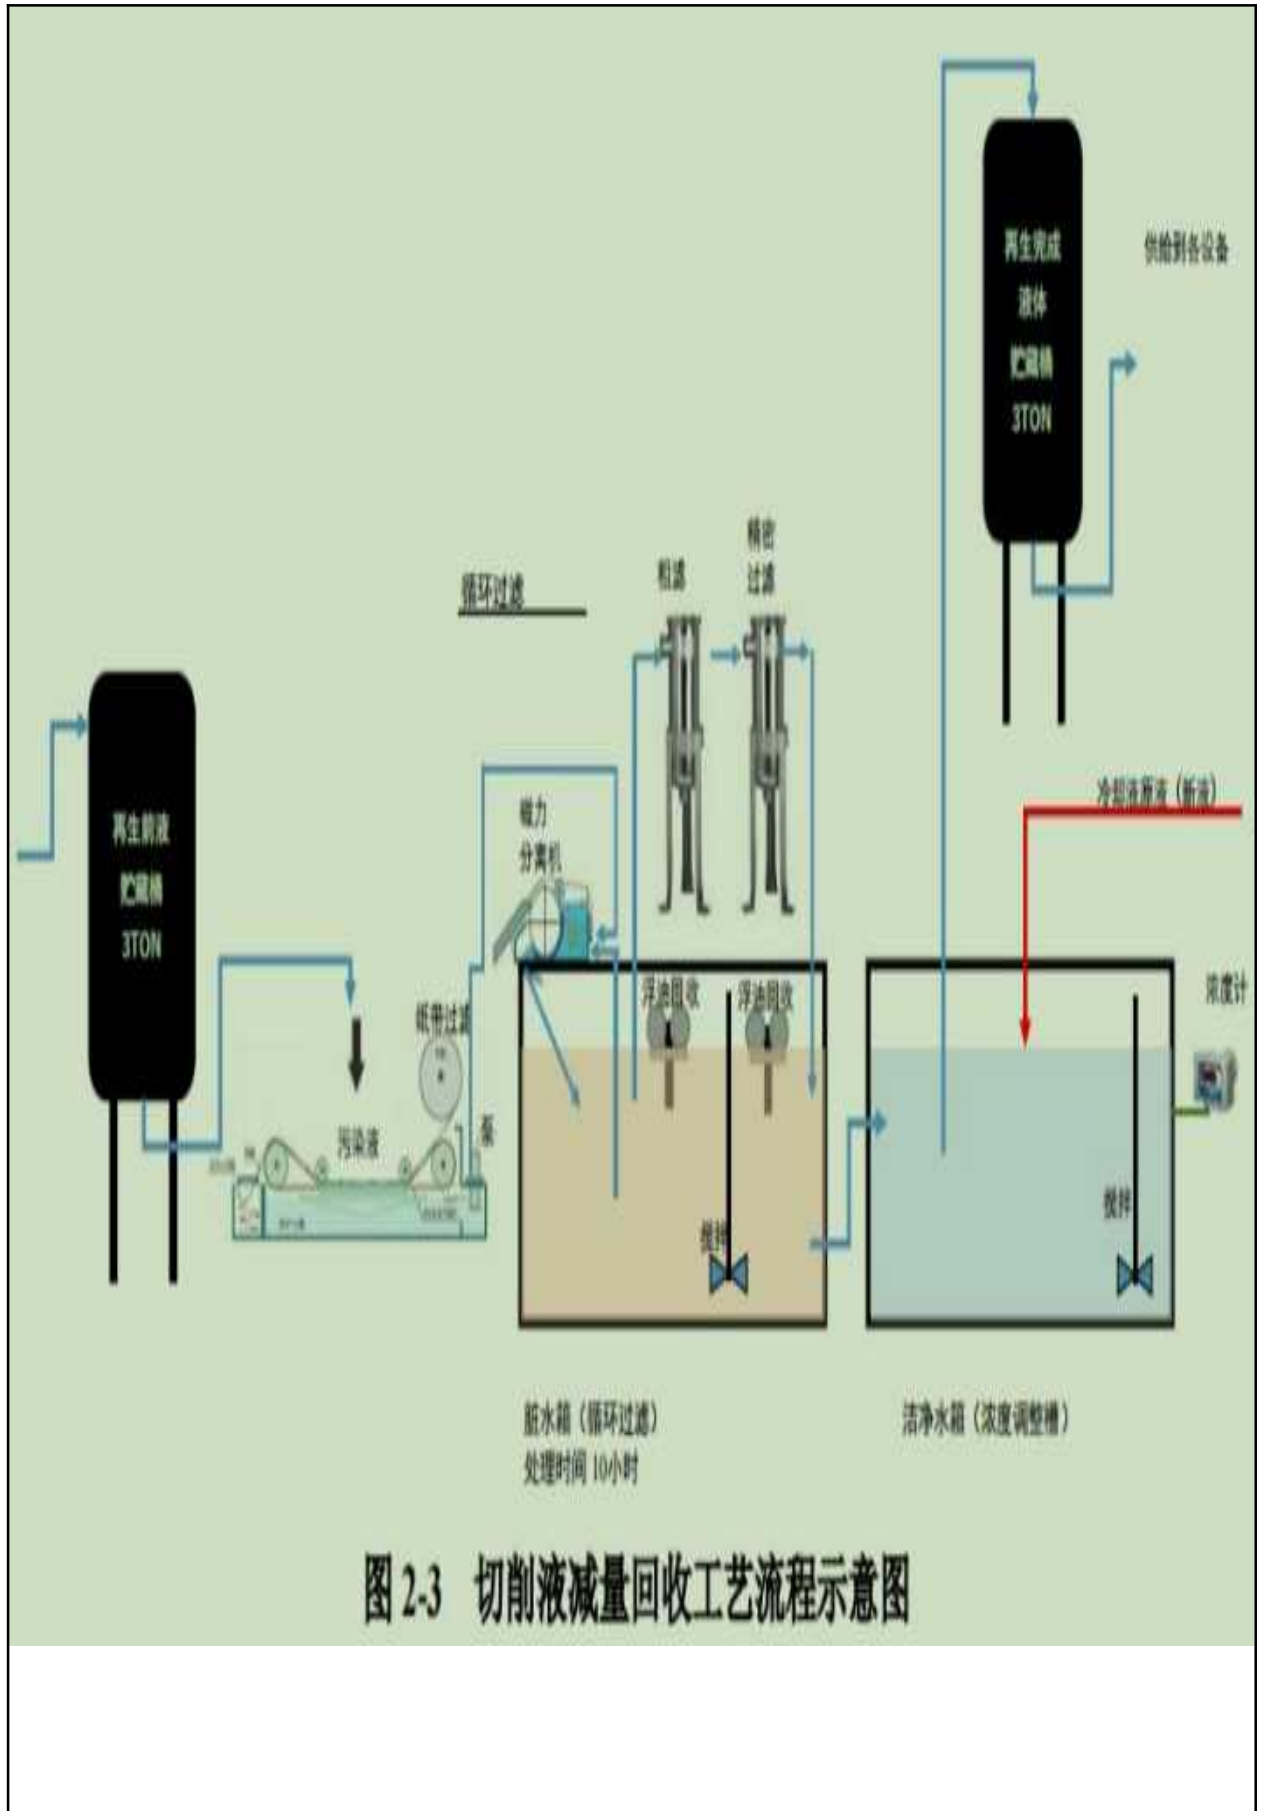 再生完成
液体
贮藏桶
3TON
供给到各设备
精密
过滤
粗滤
循环过滤
冷却液原液（新液）
磁力
分离机
再生前液
贮藏桶
3TON
浮油回收
浮油回收
浓度计
纸带过滤
泵
污染液
搅拌
搅拌
脏水箱（循环过滤）
处理时间 10小时
洁净水箱（浓度调整槽）
图 2-3 切削液减量回收工艺流程示意图